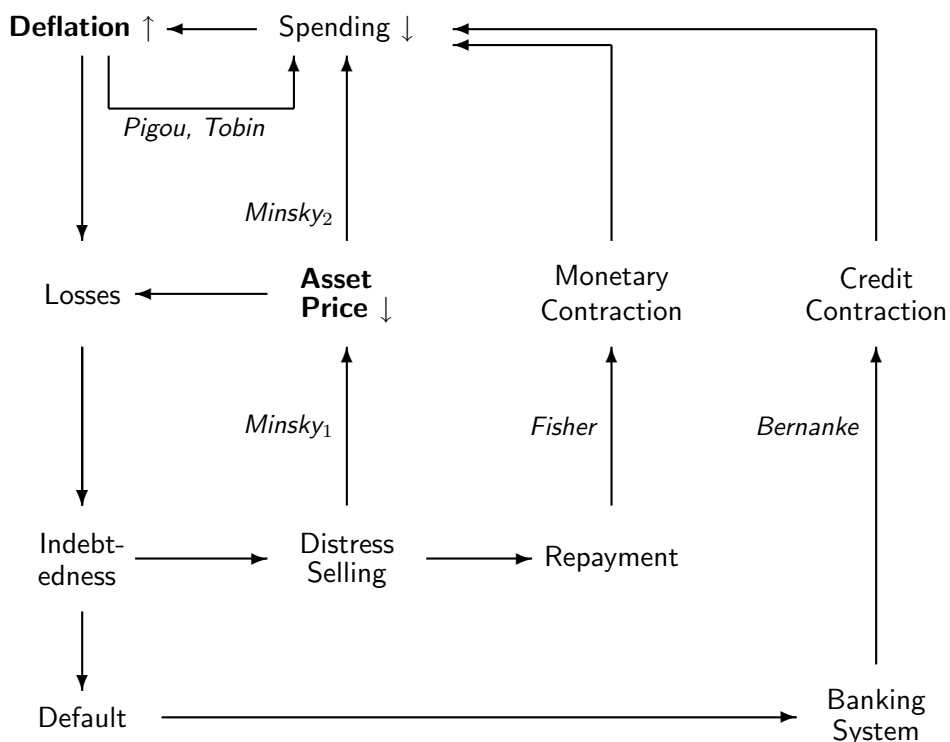 Deflation ↑
Spending ↓
Pigou, Tobin
Minsky₂
Losses
Asset
Price ↓
Monetary
Contraction
Credit
Contraction
Minsky₁
Fisher
Bernanke
Indebt-
edness
Distress
Selling
Repayment
Default
Banking
System